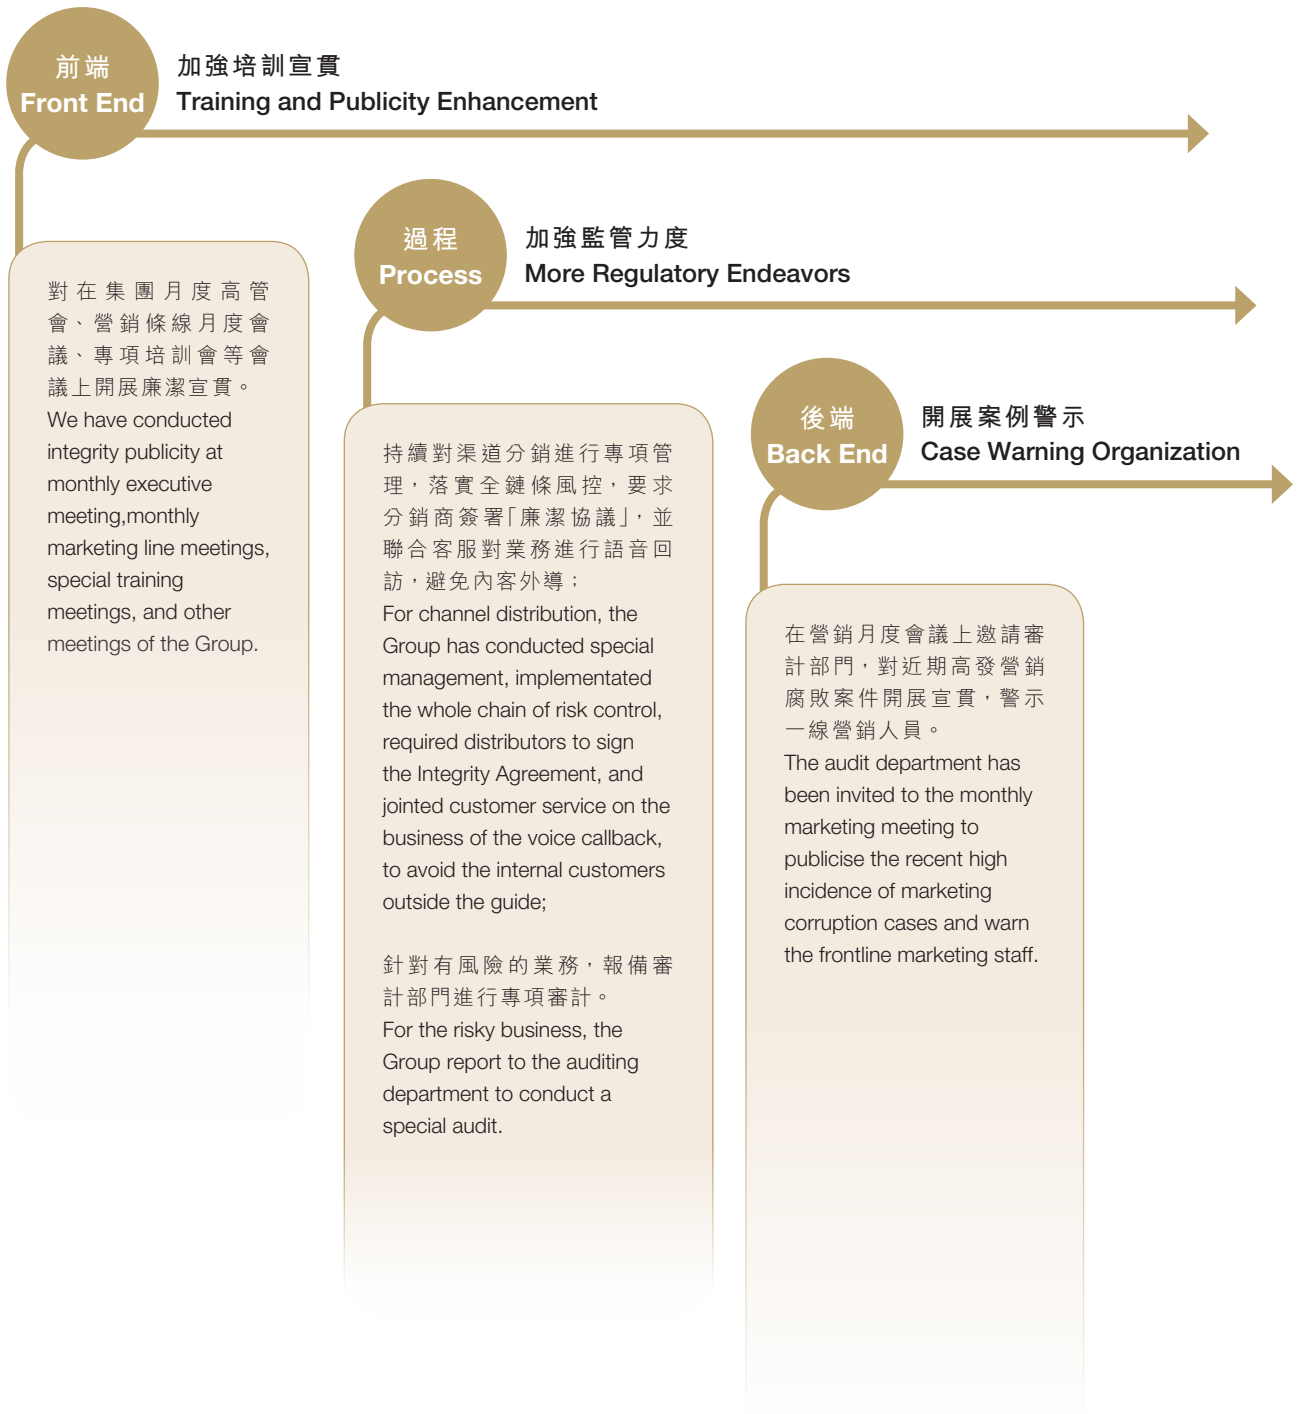 前端
Front End
加強培訓宣貫
Training and Publicity Enhancement
對在集團月度高管
會、營銷條線月度會
議、專項培訓會等會
議上開展廉潔宣貫。
We have conducted
integrity publicity at
monthly executive
meeting,monthly
marketing line meetings,
special training
meetings, and other
meetings of the Group.
過程
Process
加強監管力度
More Regulatory Endeavors
持續對渠道分銷進行專項管
理，落實全鏈條風控，要求
分銷商簽署「廉潔協議」，並
聯合客服對業務進行語音回
訪，避免內客外導；
For channel distribution, the
Group has conducted special
management, implementated
the whole chain of risk control,
required distributors to sign
the Integrity Agreement, and
jointed customer service on the
business of the voice callback,
to avoid the internal customers
outside the guide;
針對有風險的業務，報備審
計部門進行專項審計。
For the risky business, the
Group report to the auditing
department to conduct a
special audit.
後端
Back End
開展案例警示
Case Warning Organization
在營銷月度會議上邀請審
計部門，對近期高發營銷
腐敗案件開展宣貫，警示
一線營銷人員。
The audit department has
been invited to the monthly
marketing meeting to
publicise the recent high
incidence of marketing
corruption cases and warn
the frontline marketing staff.